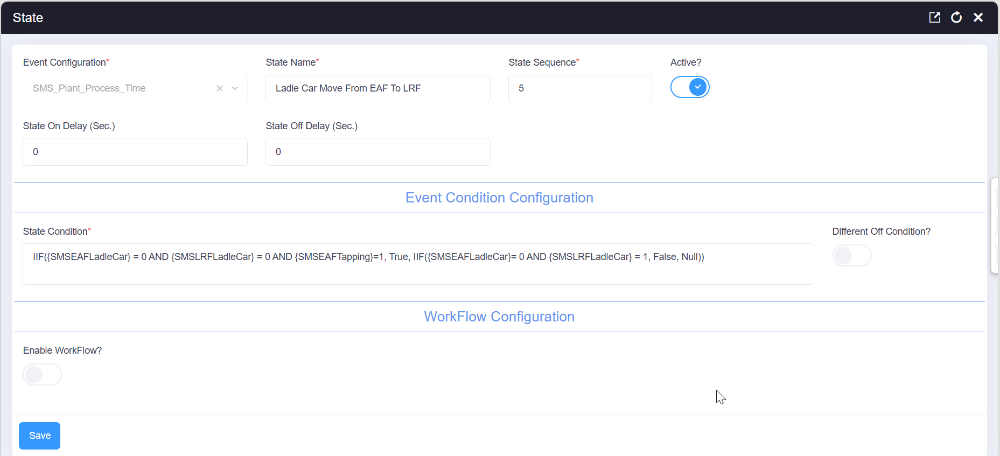 State
Event Configuration* State Name* State Sequence* Active?
SMS_Plant_Process_Time Ladle Car Move From EAF To LRF 5
State On Delay (Sec.) State Off Delay (Sec.)
0 0
Event Condition Configuration
State Condition* Different Off Condition?
IIF({SMSEAFLadleCar} = 0 AND {SMSLRFLadleCar} = 0 AND {SMSEAFTapping}=1, True, IIF({SMSEAFLadleCar}= 0 AND {SMSLRFLadleCar} = 1, False, Null))
WorkFlow Configuration
Enable WorkFlow?
Save